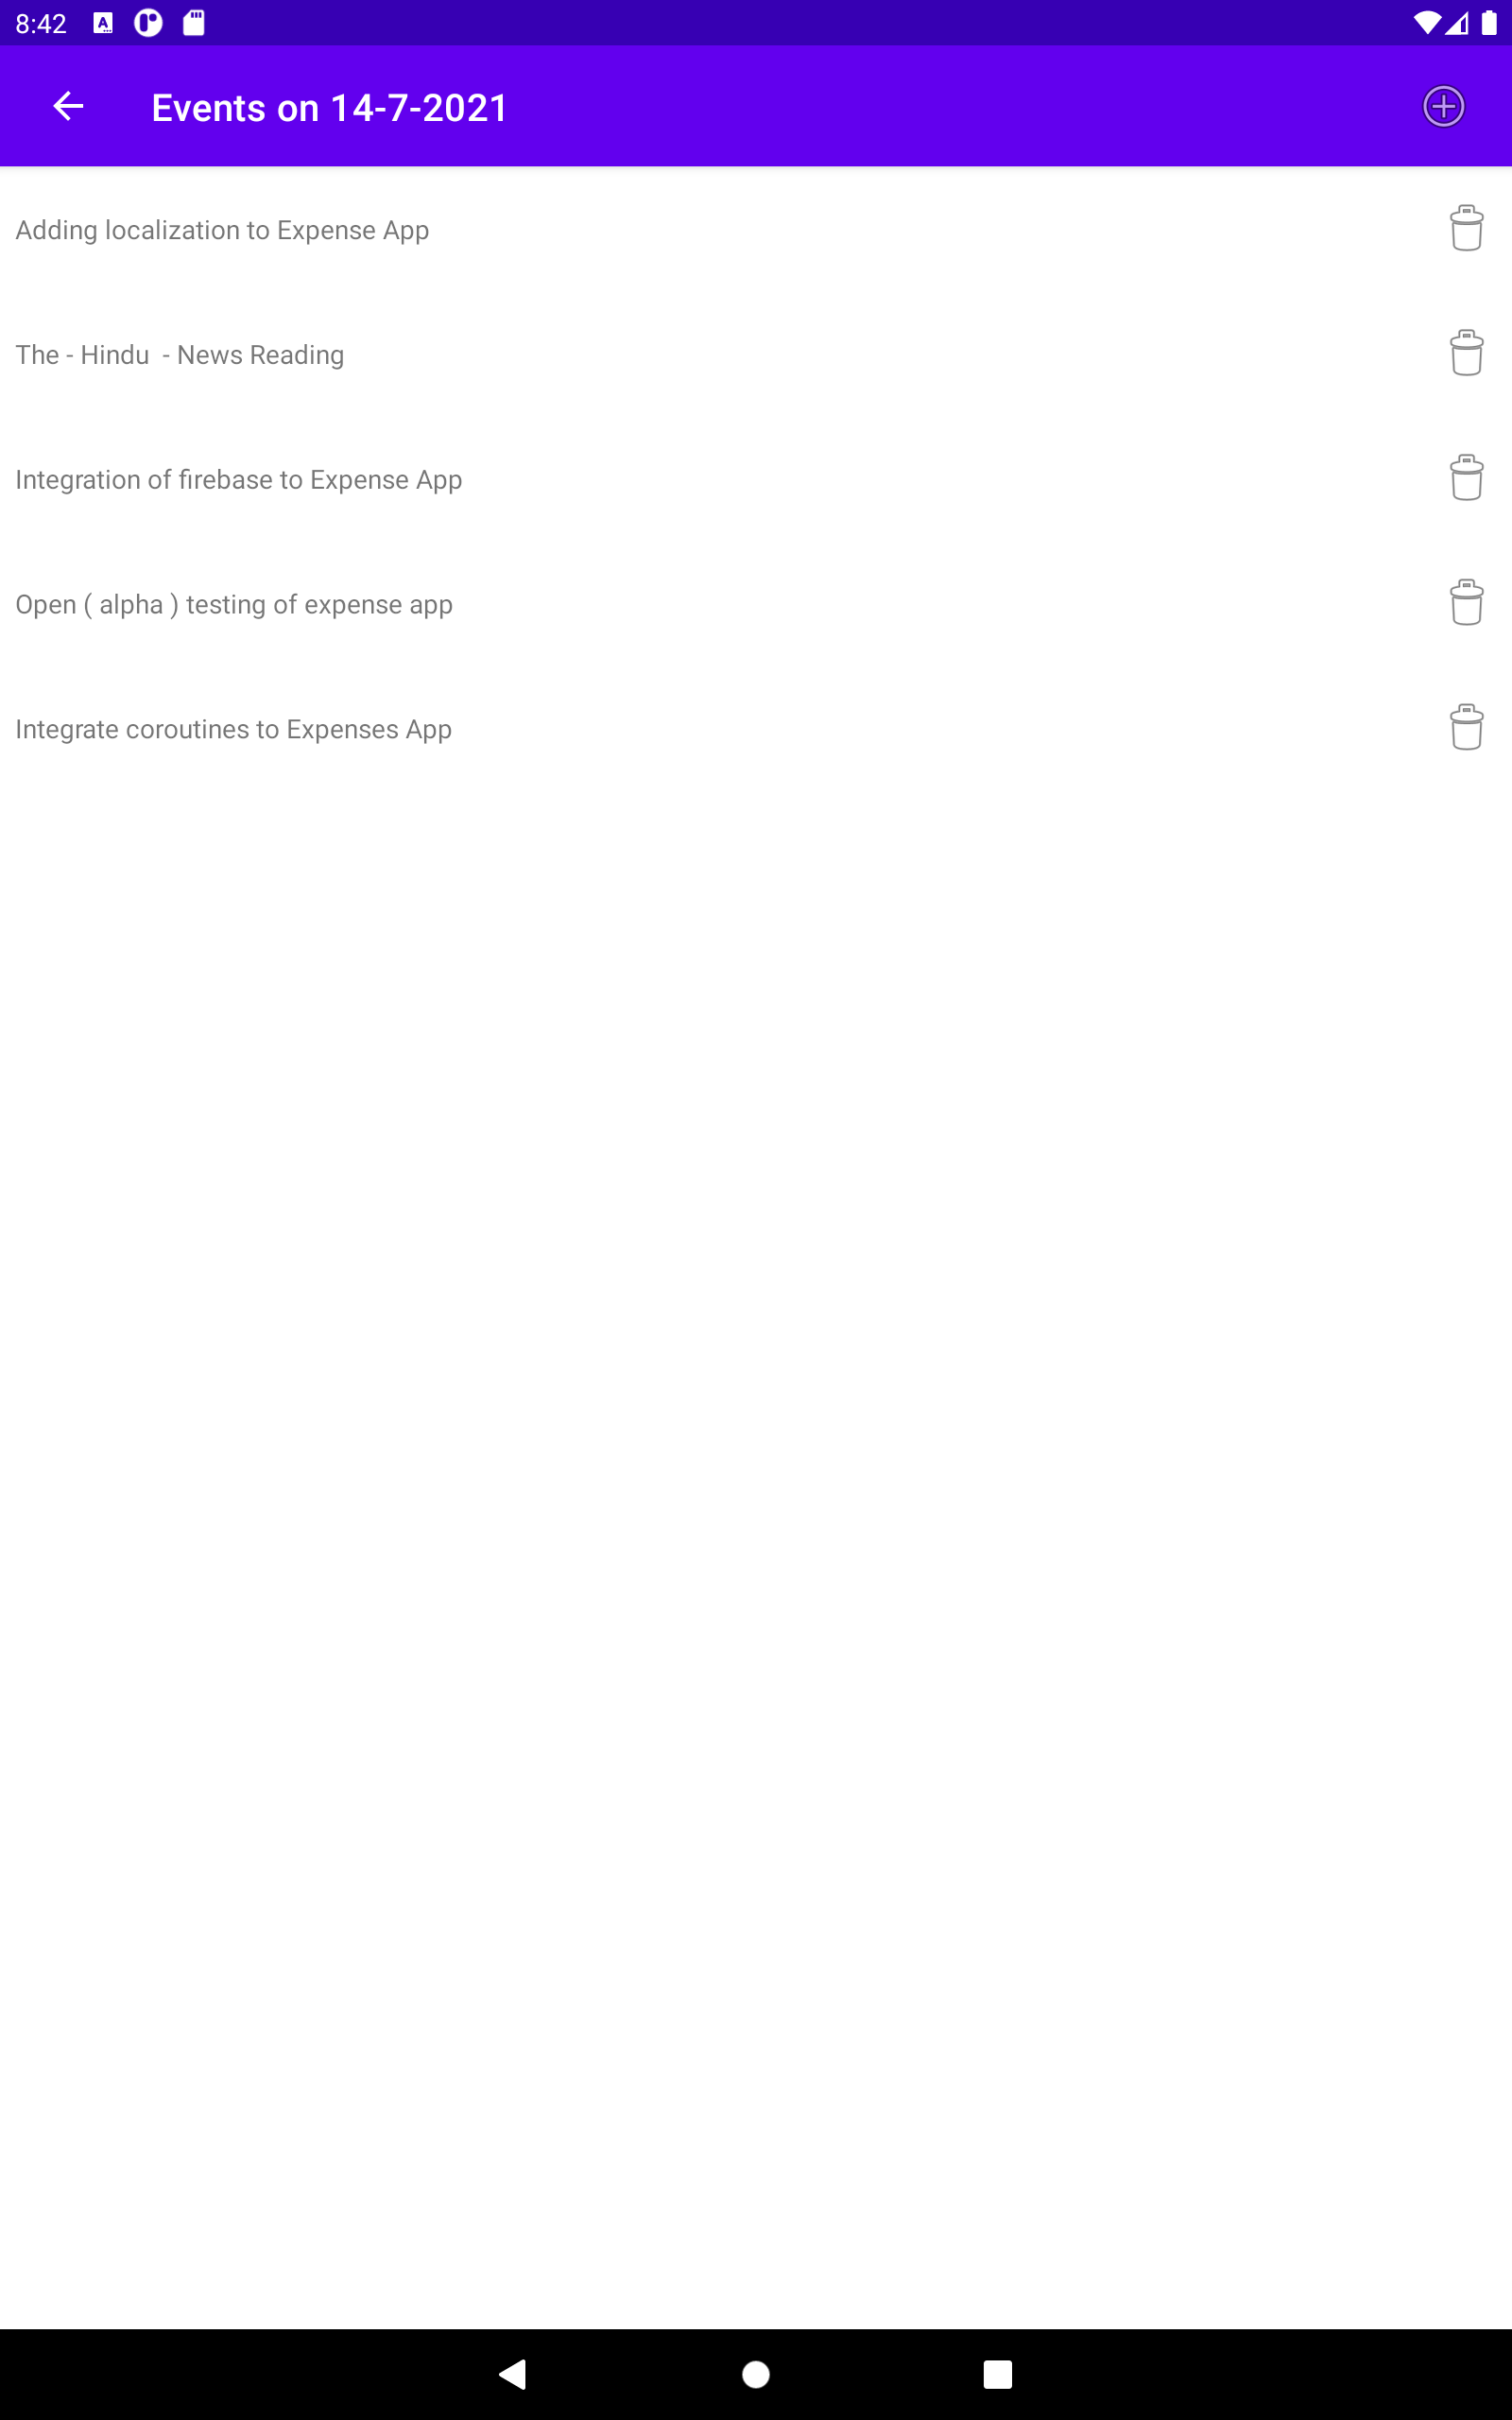 8:42
Events on 14-7-2021
Adding localization to Expense App
The - Hindu  - News Reading
Integration of firebase to Expense App
Open ( alpha ) testing of expense app
Integrate coroutines to Expenses App